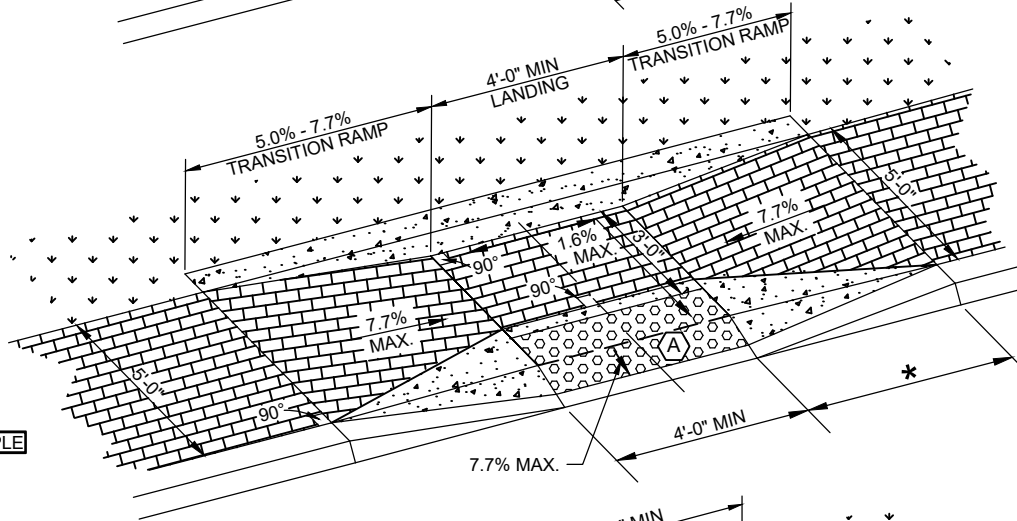 5.0% - 7.7%
TRANSITION RAMP
4'-0" MIN
LANDING
5.0% - 7.7%
TRANSITION RAMP
5'-0"
7.7%
MAX.
1.6%
MAX.
3'-0"
90°
90°
7.7%
MAX.
A
5'-0"
90°
*
4'-0" MIN
7.7% MAX.
MIN